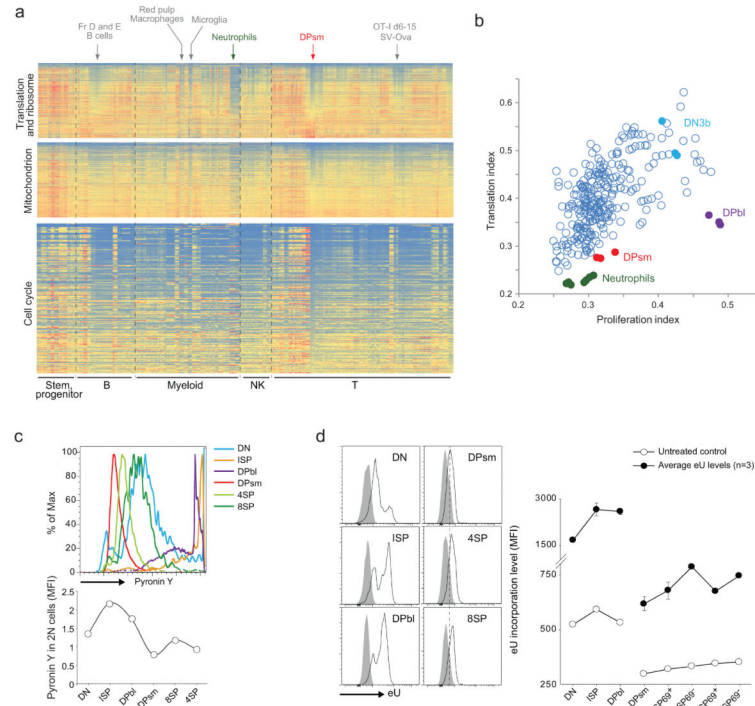 a
Fr D and E
B cells
Red pulp
Macrophages
Microglia
Neutrophils
DPsm
OT-I d6-15
SV-Ova
Translation
and ribosome
Mitochondrion
Cell cycle
Stem,
progenitor
B
Myeloid
NK
T
b
Translation index
0.6
0.5
0.4
0.3
0.2
DN3b
DPbl
DPsm
Neutrophils
0.2
0.3
0.4
0.5
Proliferation index
c
% of Max
100
80
60
40
20
0
DN
ISP
DPbl
DPsm
4SP
8SP
Pyronin Y
Pyronin Y in 2N cells (MFI)
2.5
2
1.5
1
0.5
0
DN
ISP
DPbl
DPsm
8SP
4SP
d
DN
DPsm
ISP
4SP
DPbl
8SP
eU
Untreated control
Average eU levels (n=3)
eU incorporation level (MFI)
3000
1500
750
500
250
DN
ISP
DPbl
DPsm